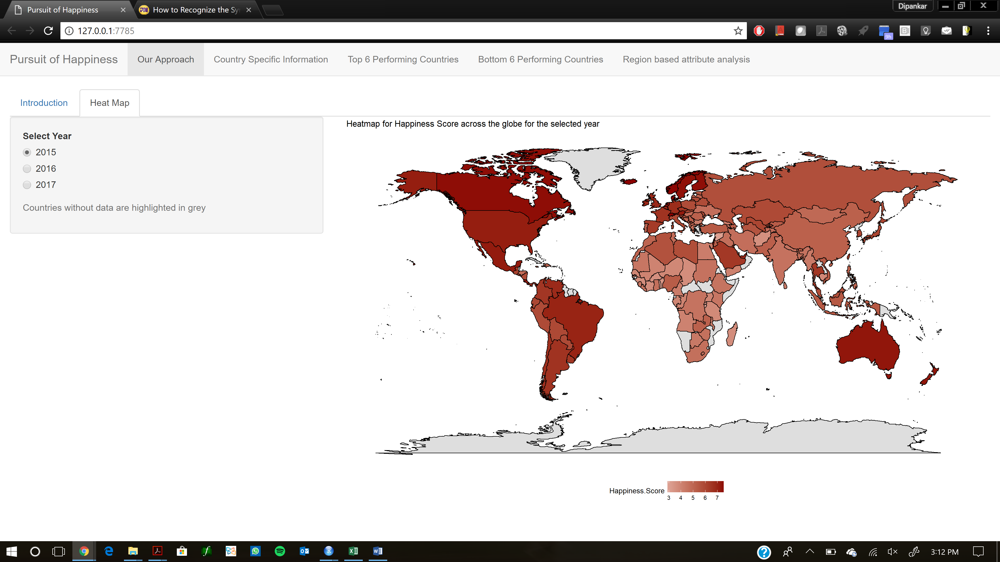 Pursuit of Happiness
How to Recognize the Sy
Dipankar
127.0.0.1:7785
9h
Pursuit of Happiness
Our Approach
Country Specific Information
Top 6 Performing Countries
Bottom 6 Performing Countries
Region based attribute analysis
Introduction
Heat Map
Heatmap for Happiness Score across the globe for the selected year
Select Year
2015
2016
2017
Countries without data are highlighted in grey
Happiness.Score
3 4 5 6 7
3:12 PM